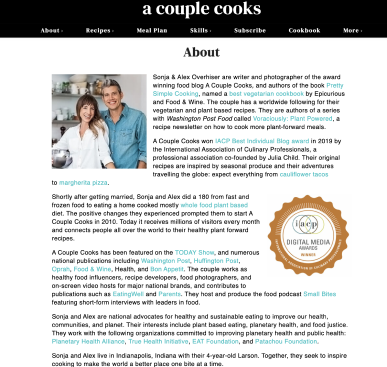 a couple cooks
About Recipes Meal Plan Skills Subscribe Cookbook More
About
Sonja & Alex Overhiser are writer and photographer of the award
winning food blog A Couple Cooks, and authors of the book Pretty
Simple Cooking, named a best vegetarian cookbook by Epicurious
and Food & Wine. The couple has a worldwide following for their
vegetarian and plant based recipes. They are authors of a series
with Washington Post Food called Voraciously: Plant Powered, a
recipe newsletter on how to cook more plant-forward meals.
A Couple Cooks won IACP Best Individual Blog award in 2019 by
the International Association of Culinary Professionals, a
professional association co-founded by Julia Child. Their original
recipes are inspired by seasonal produce and their adventures
travelling the globe: expect everything from cauliflower tacos
to margherita pizza.
Shortly after getting married, Sonja and Alex did a 180 from fast and
frozen food to eating a home cooked mostly whole food plant based
diet. The positive changes they experienced prompted them to start A
Couple Cooks in 2010. Today it receives millions of visitors every month
and connects people all over the world to their healthy plant forward
recipes.
iacp
DIGITAL MEDIA
AWARDS
WINNER
A Couple Cooks has been featured on the TODAY Show, and numerous
national publications including Washington Post, Huffington Post,
Oprah, Food & Wine, Health, and Bon Appetit. The couple works as
healthy food influencers, recipe developers, food photographers, and
on-screen video hosts for major national brands, and contributes to
publications such as EatingWell and Parents. They host and produce the food podcast Small Bites
featuring short-form interviews with leaders in food.
Sonja and Alex are national advocates for healthy and sustainable eating to improve our health,
communities, and planet. Their interests include plant based eating, planetary health, and food justice.
They work with the following organizations committed to improving planetary health and public health:
Planetary Health Alliance, True Health Initiative, EAT Foundation, and Patachou Foundation.
Sonja and Alex live in Indianapolis, Indiana with their 4-year-old Larson. Together, they seek to inspire
cooking to make the world a better place one bite at a time.